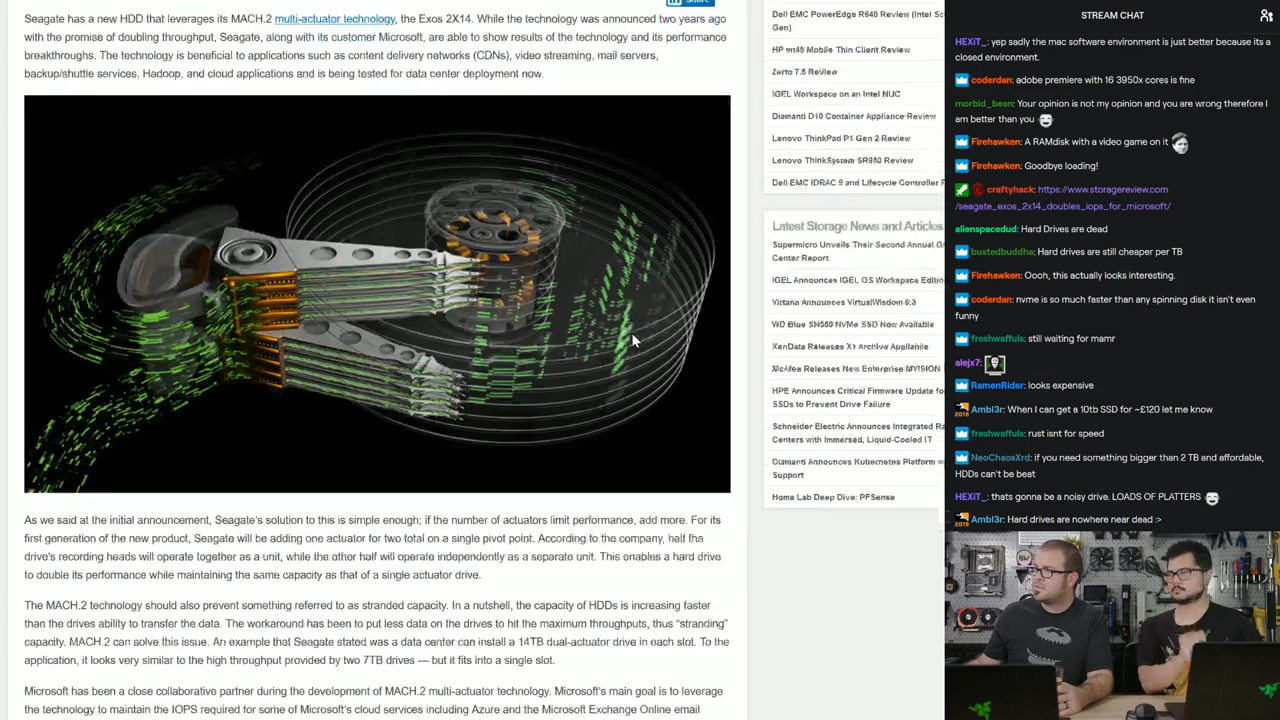 Share
Seagate has a new HDD that leverages its MACH.2 multi-actuator technology, the Exos 2X14. While the technology was announced two years ago
with the promise of doubling throughput, Seagate, along with its customer Microsoft, are able to show results of the technology and its performance
breakthroughs. The technology is beneficial to applications such as content delivery networks (CDNs), video streaming, mail servers,
backup/shuttle services, Hadoop, and cloud applications and is being tested for data center deployment now.
As we said at the initial announcement, Seagate's solution to this is simple enough; if the number of actuators limit performance, add more. For its
first generation of the new product, Seagate will be adding one actuator for two total on a single pivot point. According to the company, half the
drive's recording heads will operate together as a unit, while the other half will operate independently as a separate unit. This enables a hard drive
to double its performance while maintaining the same capacity as that of a single actuator drive.
The MACH.2 technology should also prevent something referred to as stranded capacity. In a nutshell, the capacity of HDDs is increasing faster
than the drives ability to transfer the data. The workaround has been to put less data on the drives to hit the maximum throughputs, thus “stranding”
capacity. MACH.2 can solve this issue. An example that Seagate stated was a data center can install a 14TB dual-actuator drive in each slot. To the
application, it looks very similar to the high throughput provided by two 7TB drives --- but it fits into a single slot.
Microsoft has been a close collaborative partner during the development of MACH.2 multi-actuator technology. Microsoft's main goal is to leverage
the technology to maintain the IOPS required for some of Microsoft's cloud services including Azure and the Microsoft Exchange Online email
Dell EMC PowerEdge R640 Review (Intel Sc
Gen)
HP mt45 Mobile Thin Client Review
Zerto 7.5 Review
IGEL Workspace on an Intel NUC
Diamanti D10 Container Appliance Review
Lenovo ThinkPad P1 Gen 2 Review
Lenovo ThinkSystem SR850 Review
Dell EMC iDRAC 9 and Lifecycle Controller
Latest Storage News and Articles
Supermicro Unveils Their Second Annual
Center Report
IGEL Announces IGEL OS Workspace Editio
Virtana Announces VirtualWisdom 6.3
WD Blue SN550 NVMe SSD Now Available
XenData Releases X1 Archive Appliance
McAfee Releases New Enterprise MVISION
HPE Announces Critical Firmware Update fo
SSDs to Prevent Drive Failure
Schneider Electric Announces Integrated Ra
Centers with Immersed, Liquid-Cooled IT
Diamanti Announces Kubernetes Platform w
Support
Home Lab Deep Dive: PFSense
STREAM CHAT
HEXiT_: yep sadly the mac software environment is just better because its a
closed environment.
coderdan: adobe premiere with 16 3950x cores is fine
morbid_bean: Your opinion is not my opinion and you are wrong therefore I
am better than you
Firehawken: A RAMdisk with a video game on it
Firehawken: Goodbye loading!
craftyhack: https://www.storagereview.com
/seagate_exos_2x14_doubles_iops_for_microsoft/
alienspacedud: Hard Drives are dead
bustedbuddha: Hard drives are still cheaper per TB
Firehawken: Oooh, this actually looks interesting.
coderdan: nvme is so much faster than any spinning disk it isn't even
funny
freshwaffuls: still waiting for mamr
alejx7:
RamenRider: looks expensive
2019 Ambl3r: When I can get a 10tb SSD for ~£120 let me know
freshwaffuls: rust isnt for speed
NeoChaosXrd: if you need something bigger than 2 TB and affordable,
HDDs can't be beat
HEXiT_: thats gonna be a noisy drive. LOADS OF PLATTERS
2019 Ambl3r: Hard drives are nowhere near dead :>